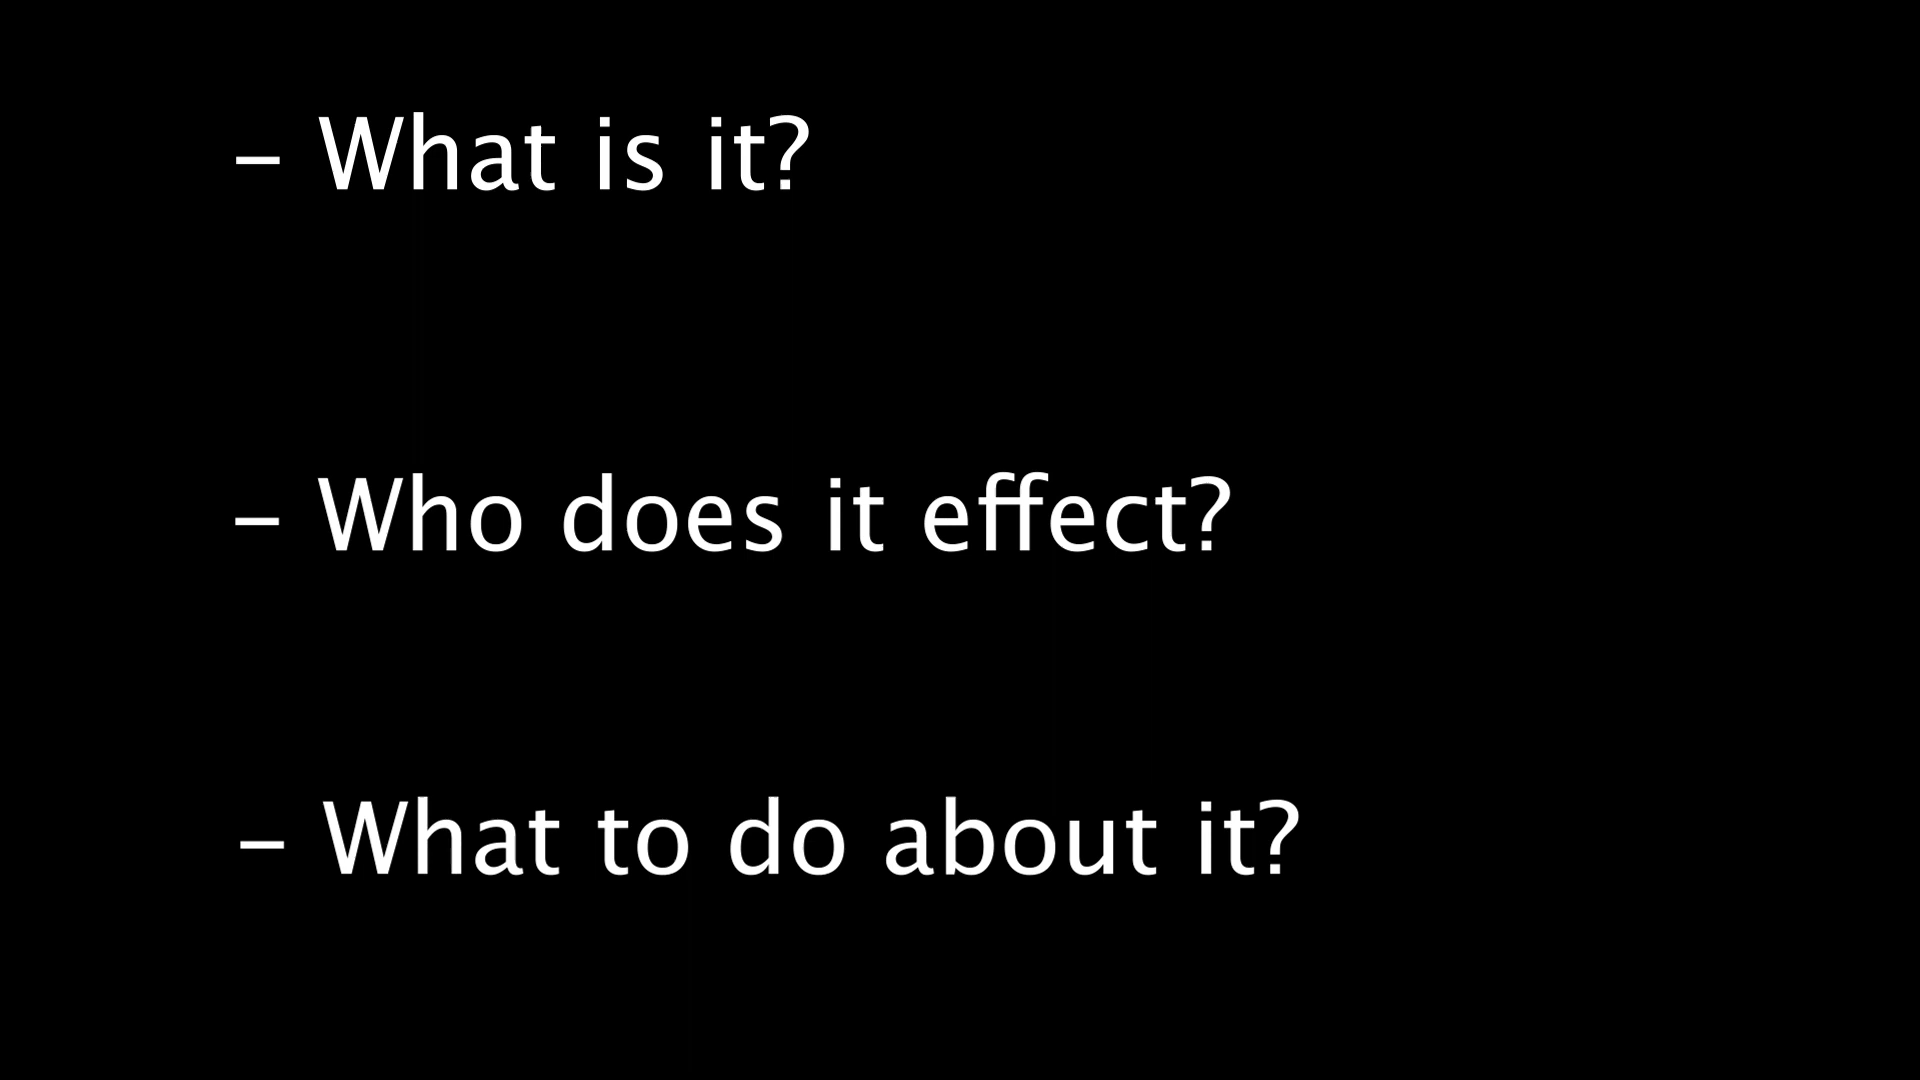 – What is it?
– Who does it effect?
– What to do about it?